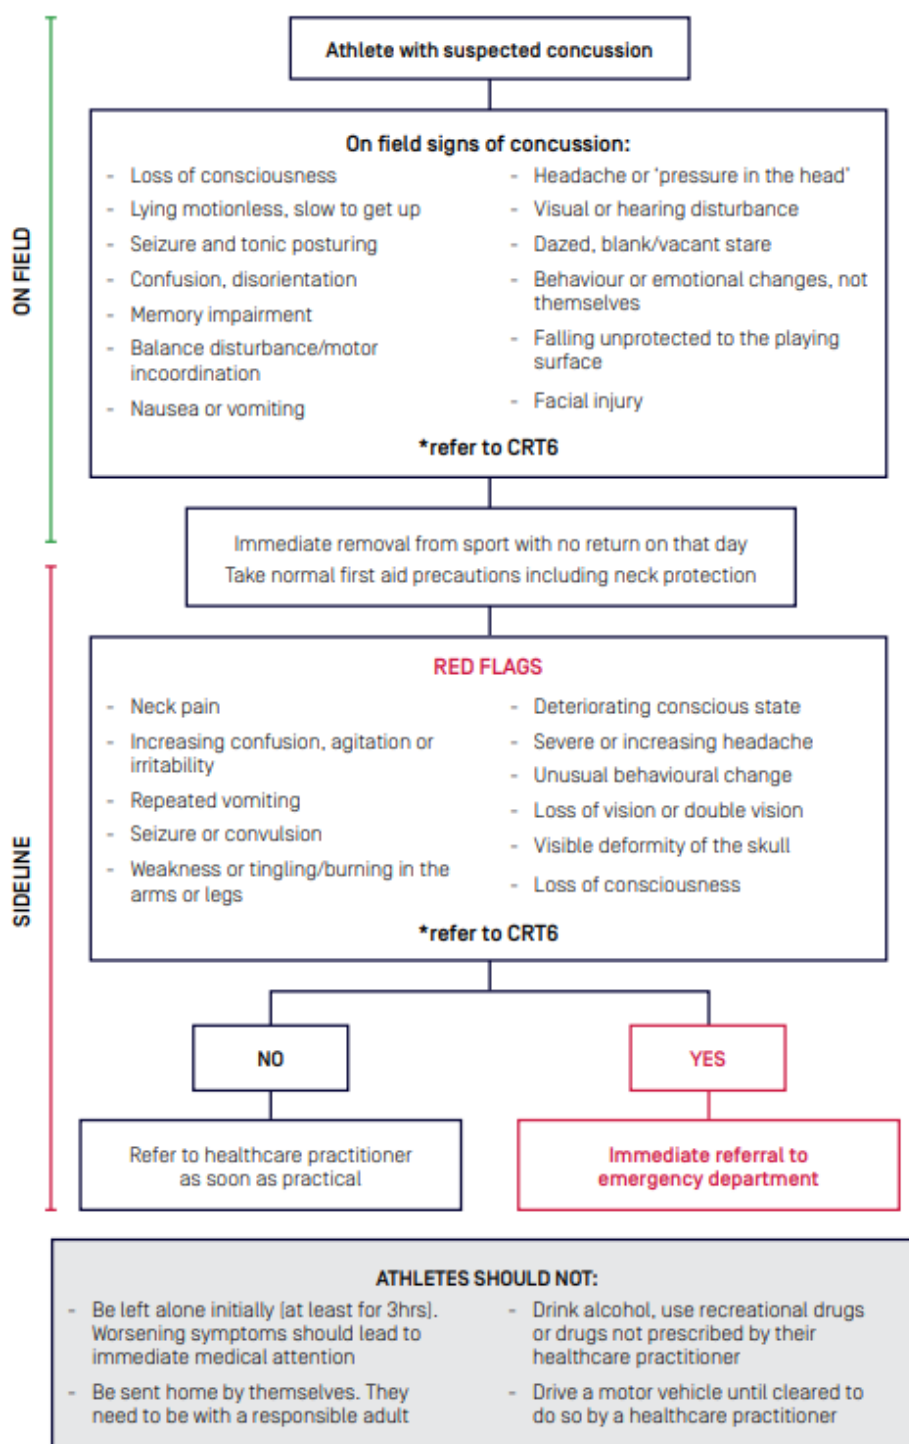 Athlete with suspected concussion
ON FIELD
On field signs of concussion:
- Loss of consciousness
- Lying motionless, slow to get up
- Seizure and tonic posturing
- Confusion, disorientation
- Memory impairment
- Balance disturbance/motor
incoordination
- Nausea or vomiting
- Headache or ‘pressure in the head’
- Visual or hearing disturbance
- Dazed, blank/vacant stare
- Behaviour or emotional changes, not
themselves
- Falling unprotected to the playing
surface
- Facial injury
*refer to CRT6
Immediate removal from sport with no return on that day
Take normal first aid precautions including neck protection
SIDELINE
RED FLAGS
- Neck pain
- Increasing confusion, agitation or
irritability
- Repeated vomiting
- Seizure or convulsion
- Weakness or tingling/burning in the
arms or legs
- Deteriorating conscious state
- Severe or increasing headache
- Unusual behavioural change
- Loss of vision or double vision
- Visible deformity of the skull
- Loss of consciousness
*refer to CRT6
NO
Refer to healthcare practitioner
as soon as practical
YES
Immediate referral to
emergency department
ATHLETES SHOULD NOT:
- Be left alone initially (at least for 3hrs).
Worsening symptoms should lead to
immediate medical attention
- Be sent home by themselves. They
need to be with a responsible adult
- Drink alcohol, use recreational drugs
or drugs not prescribed by their
healthcare practitioner
- Drive a motor vehicle until cleared to
do so by a healthcare practitioner